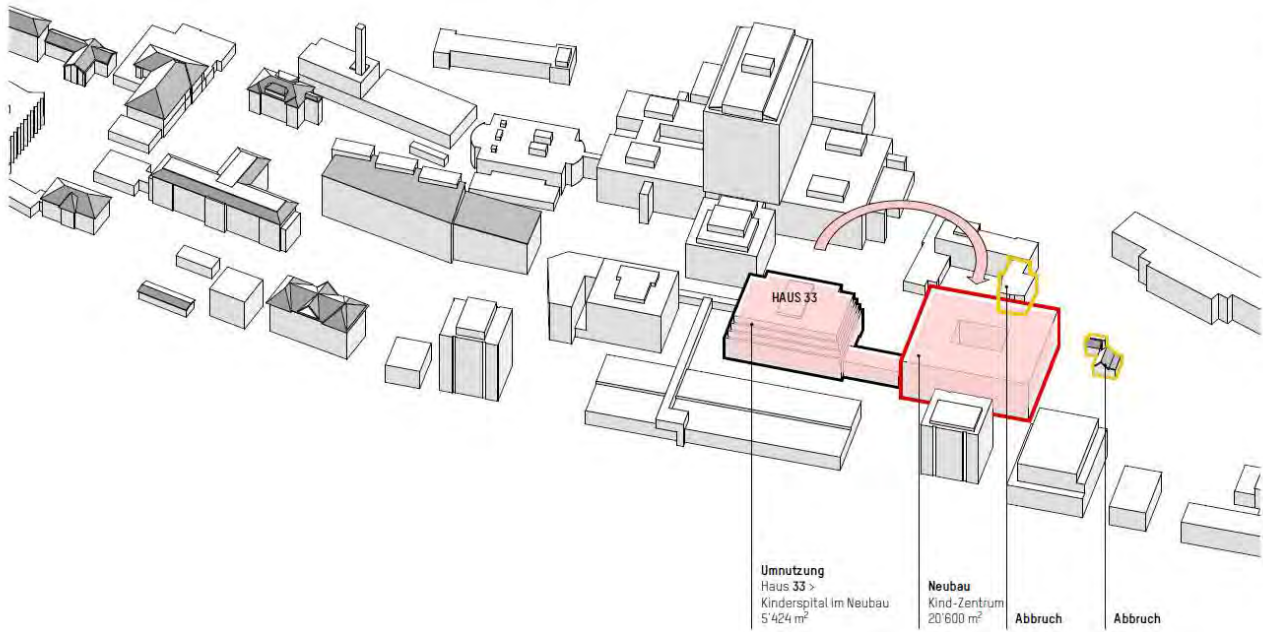 HAUS 33
Umnutzung
Haus 33 >
Kinderspital im Neubau
5'424 m²
Neubau
Kind-Zentrum
20'600 m²
Abbruch
Abbruch